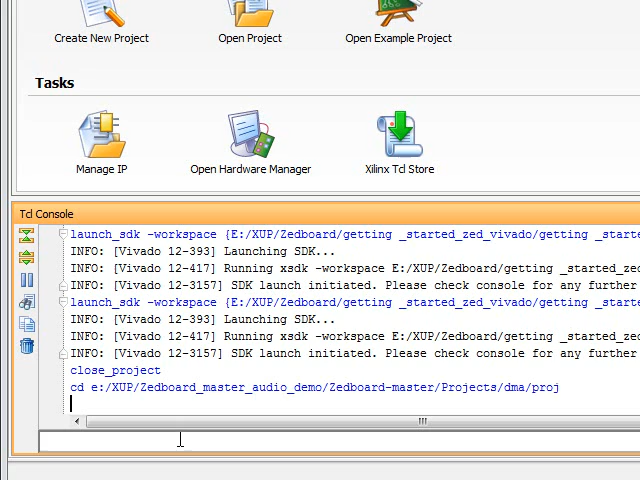 Create New Project
Open Project
Open Example Project
Tasks
Manage IP
Open Hardware Manager
Xilinx Tcl Store
Tcl Console
launch_sdk -workspace {E:/XUP/Zedboard/getting _started_zed_vivado/getting _starte
INFO: [Vivado 12-393] Launching SDK...
INFO: [Vivado 12-417] Running xsdk -workspace E:/XUP/Zedboard/getting _started_zed
INFO: [Vivado 12-3157] SDK launch initiated. Please check console for any further
launch_sdk -workspace {E:/XUP/Zedboard/getting _started_zed_vivado/getting _starte
INFO: [Vivado 12-393] Launching SDK...
INFO: [Vivado 12-417] Running xsdk -workspace E:/XUP/Zedboard/getting _started_zed
INFO: [Vivado 12-3157] SDK launch initiated. Please check console for any further
close_project
cd e:/XUP/Zedboard_master_audio_demo/Zedboard-master/Projects/dma/proj